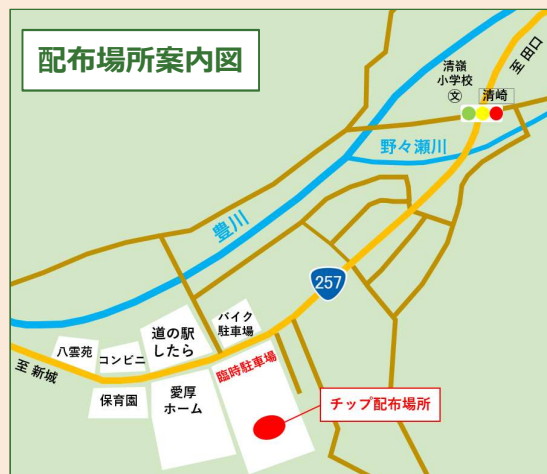 配布場所案内図
至 田口
清嶺
小学校
文
清崎
野々瀬川
豊川
257
バイク
駐車場
道の駅
したら
コンビニ
八雲苑
至 新城
保育園
愛厚
ホーム
臨時駐車場
チップ配布場所